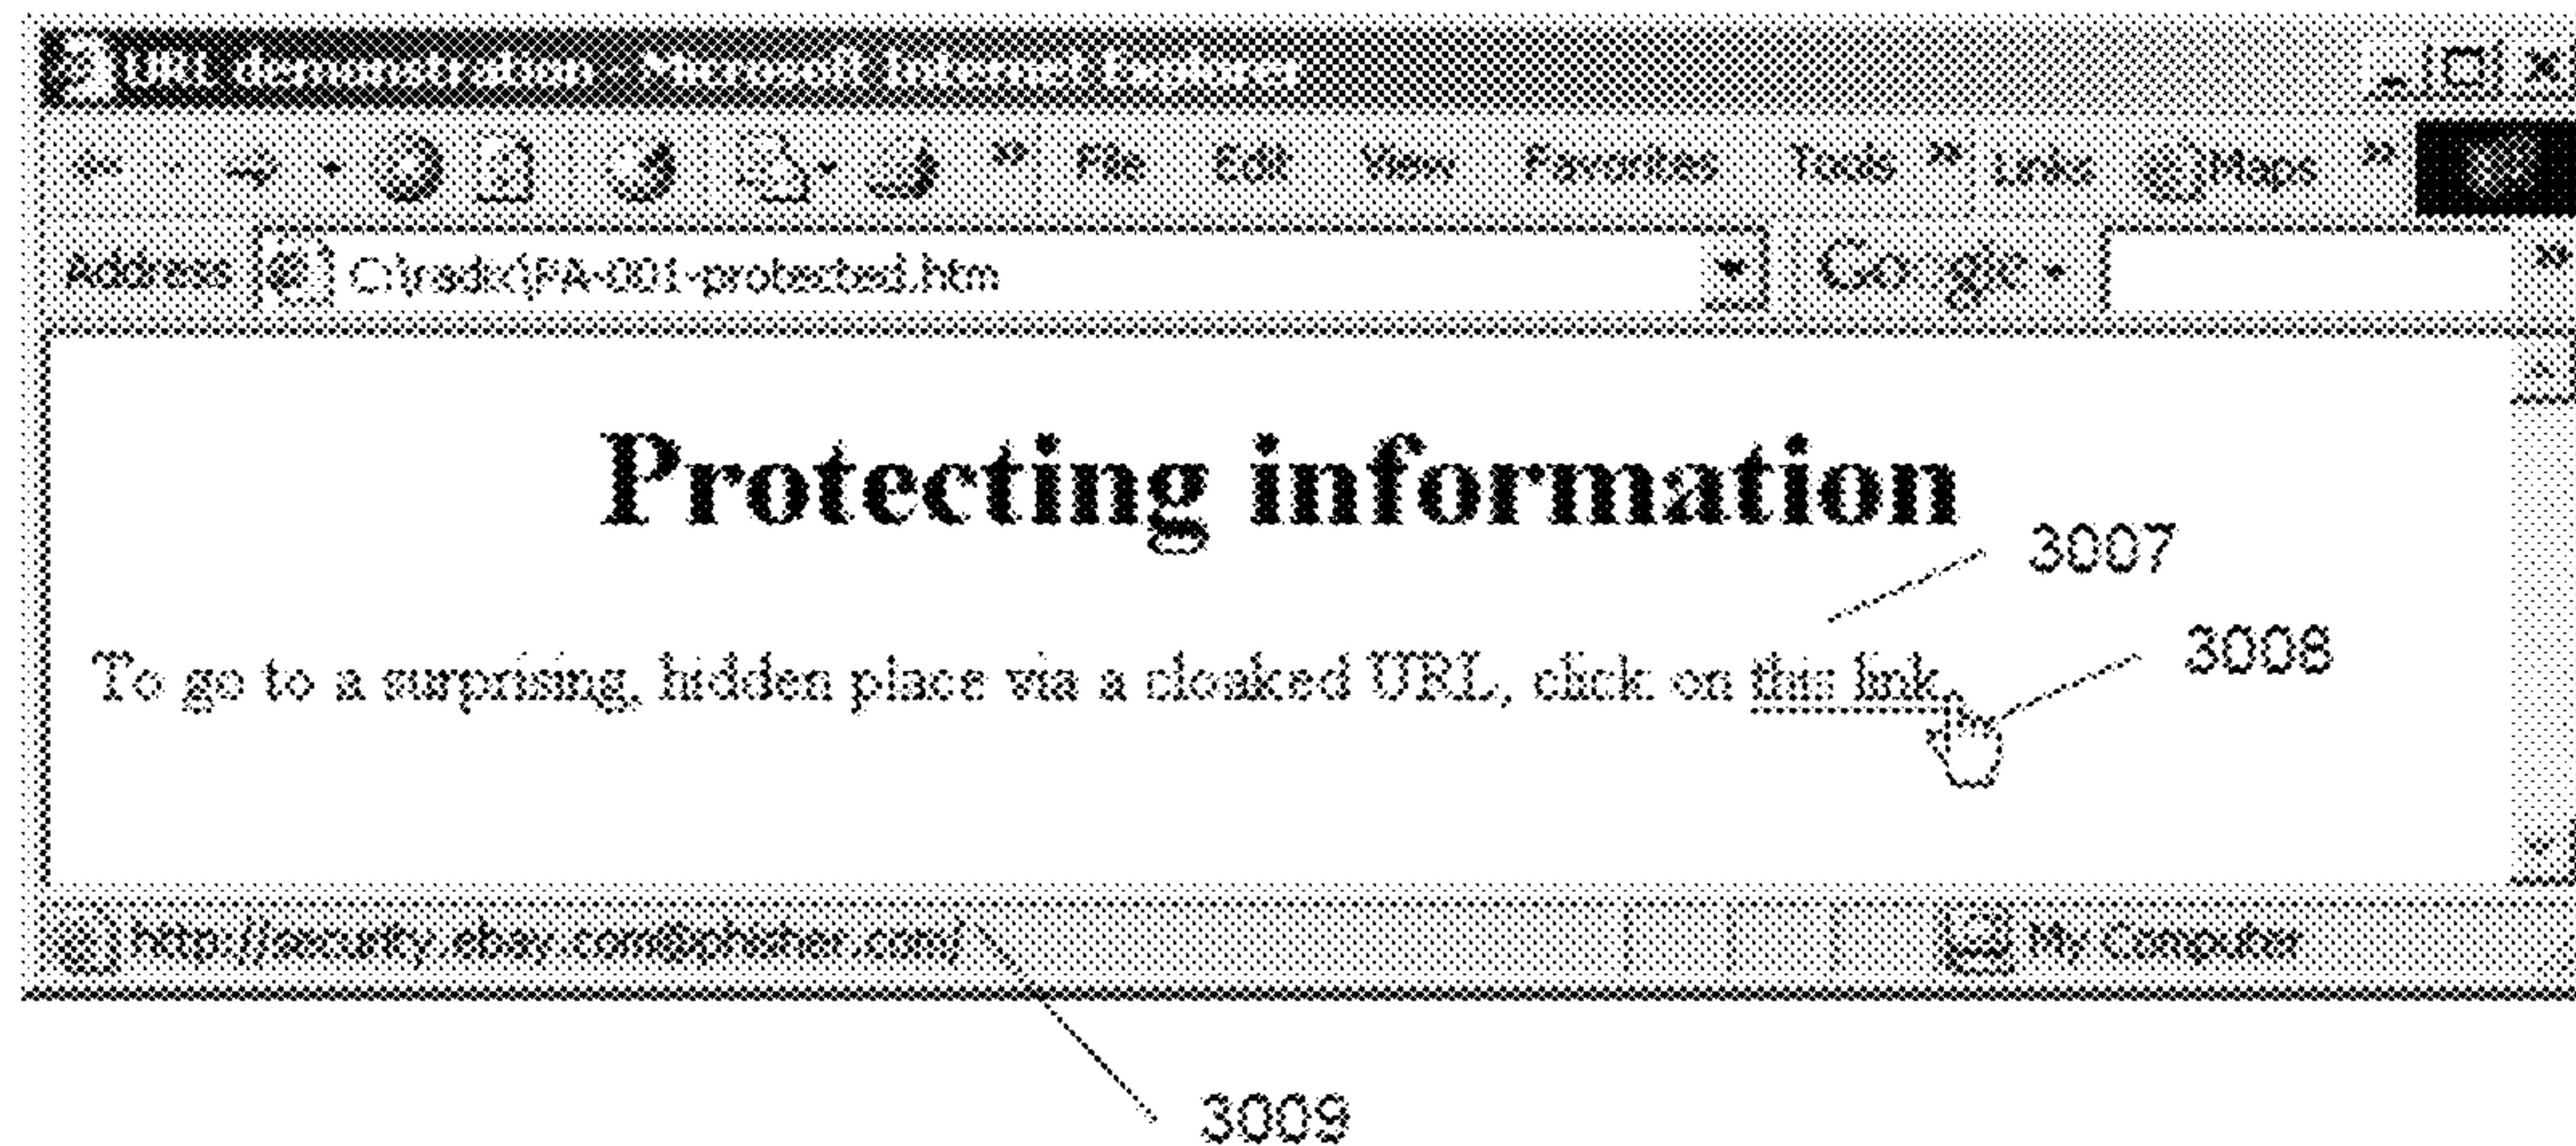 URL demonstration - Microsoft Internet Explorer
File Edit View Favorites Tools » Links Maps »
Address C:\rsdk\PA-001-protected.htm Google
Protecting information
3007
3008
To go to a surprising, hidden place via a cloaked URL, click on this link.
http://security.ebay.com@phisher.com/ My Computer
3009